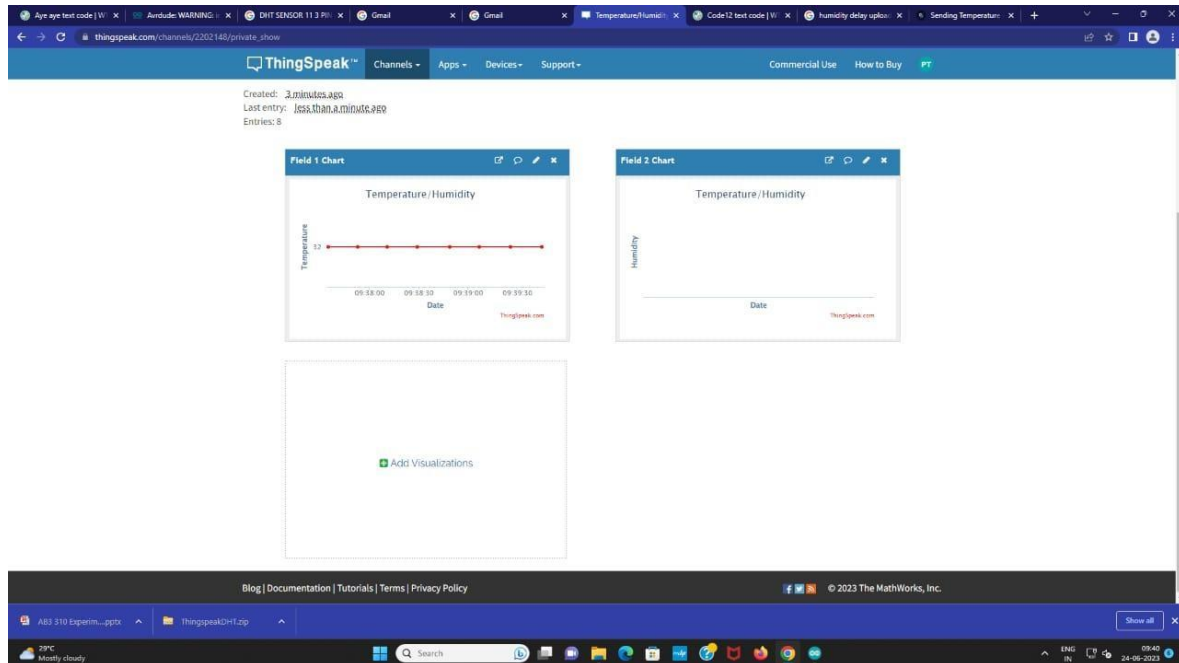 Aye aye text code | W
Avrdude: WARNING: i
DHT SENSOR 11 3 PIN
Gmail
Gmail
Temperature/Humidit
Code12 text code | W
humidity delay uploa
Sending Temperature
thingspeak.com/channels/2202148/private_show
ThingSpeak™ Channels Apps Devices Support Commercial Use How to Buy PT
Created: 3 minutes ago
Last entry: less than a minute ago
Entries: 8
Field 1 Chart
Temperature/Humidity
Temperature
32
09:38:00 09:38:30 09:39:00 09:39:30
Date
ThingSpeak.com
Field 2 Chart
Temperature/Humidity
Humidity
Date
ThingSpeak.com
Add Visualizations
Blog | Documentation | Tutorials | Terms | Privacy Policy
© 2023 The MathWorks, Inc.
AB3 310 Experim....pptx
ThingspeakDHT.zip
Show all
29°C
Mostly cloudy
Search
ENG
IN
09:40
24-06-2023